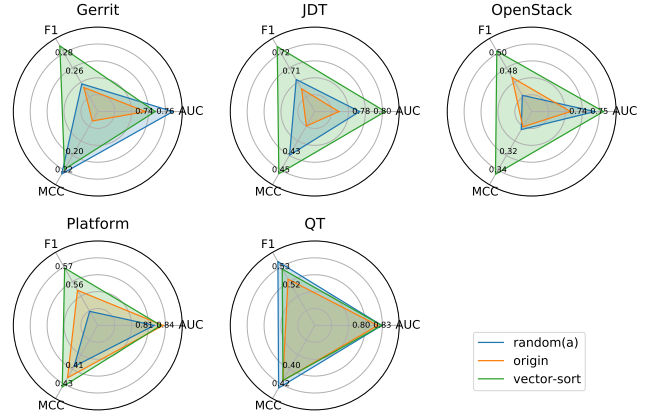 Gerrit
F1
0.28
0.26
0.74
0.76
AUC
0.20
0.22
MCC
JDT
F1
0.72
0.71
0.78
0.80
AUC
0.43
0.45
MCC
OpenStack
F1
0.50
0.48
0.74
0.75
AUC
0.32
0.34
MCC
Platform
F1
0.57
0.56
0.81
0.84
AUC
0.41
0.43
MCC
QT
F1
0.53
0.52
0.80
0.83
AUC
0.40
0.42
MCC
random(a)
origin
vector-sort